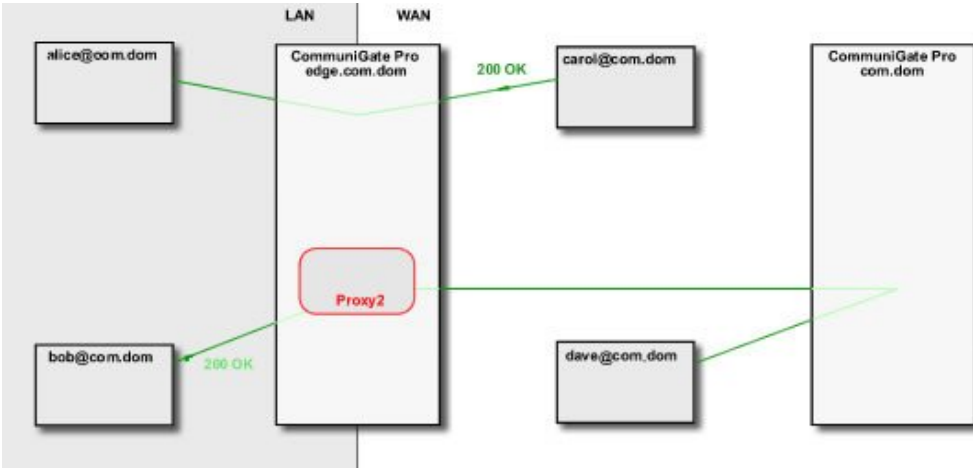 LAN
WAN
alice@com.dom
CommuniGate Pro
edge.com.dom
200 OK
carol@com.dom
CommuniGate Pro
com.dom
Proxy2
bob@com.dom
200 OK
dave@com.dom